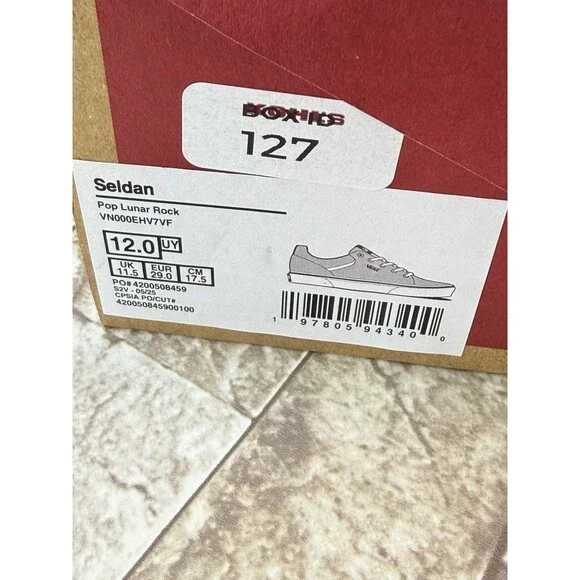 BOX ID
127
Seldan
Pop Lunar Rock
VN000EHV7VF
12.0 UY
UK EUR CM
11.5 29.0 17.5
PO# 4200508459
S2V - 05/25
CPSIA PO/CUT#
420050845900100
VANS
1 97805 94340 0